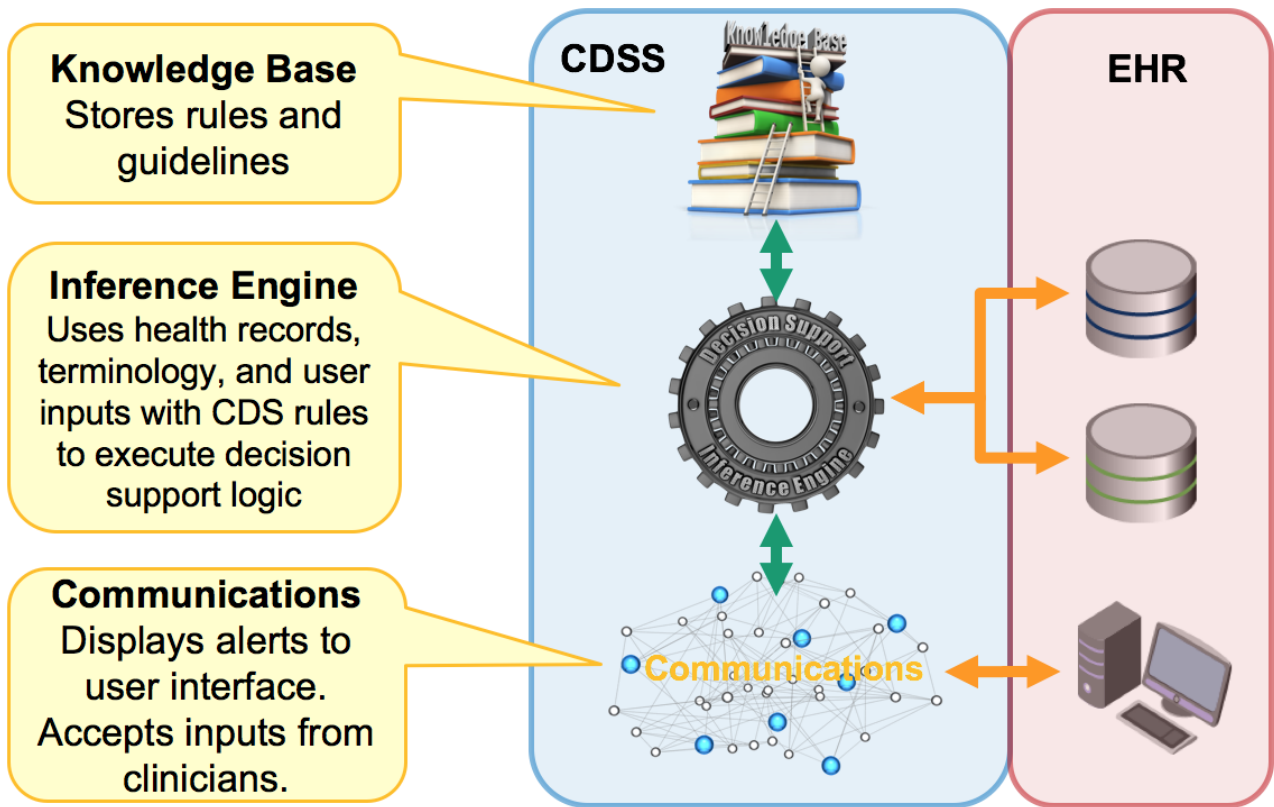 Knowledge Base
Stores rules and
guidelines
Inference Engine
Uses health records,
terminology, and user
inputs with CDS rules
to execute decision
support logic
Communications
Displays alerts to
user interface.
Accepts inputs from
clinicians.
CDSS
Knowledge Base
Decision Support
Inference Engine
Communications
EHR